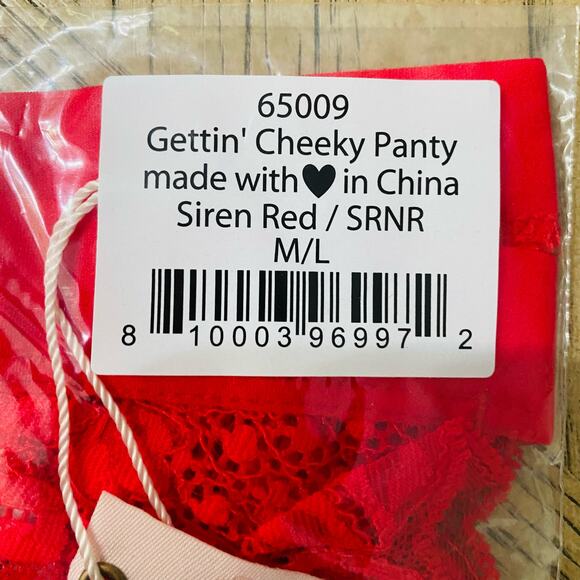 65009
Gettin' Cheeky Panty
made with♥in China
Siren Red / SRNR
M/L
8 10003 96997 2